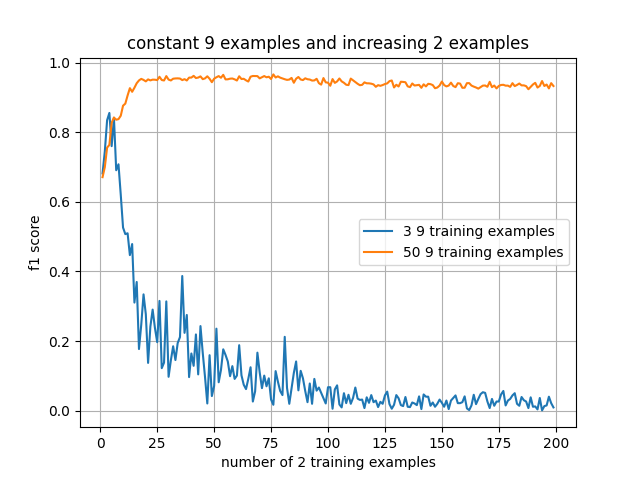 constant 9 examples and increasing 2 examples
1.0
0.8
0.6
0.4
0.2
0.0
f1 score
3 9 training examples
50 9 training examples
0 25 50 75 100 125 150 175 200
number of 2 training examples